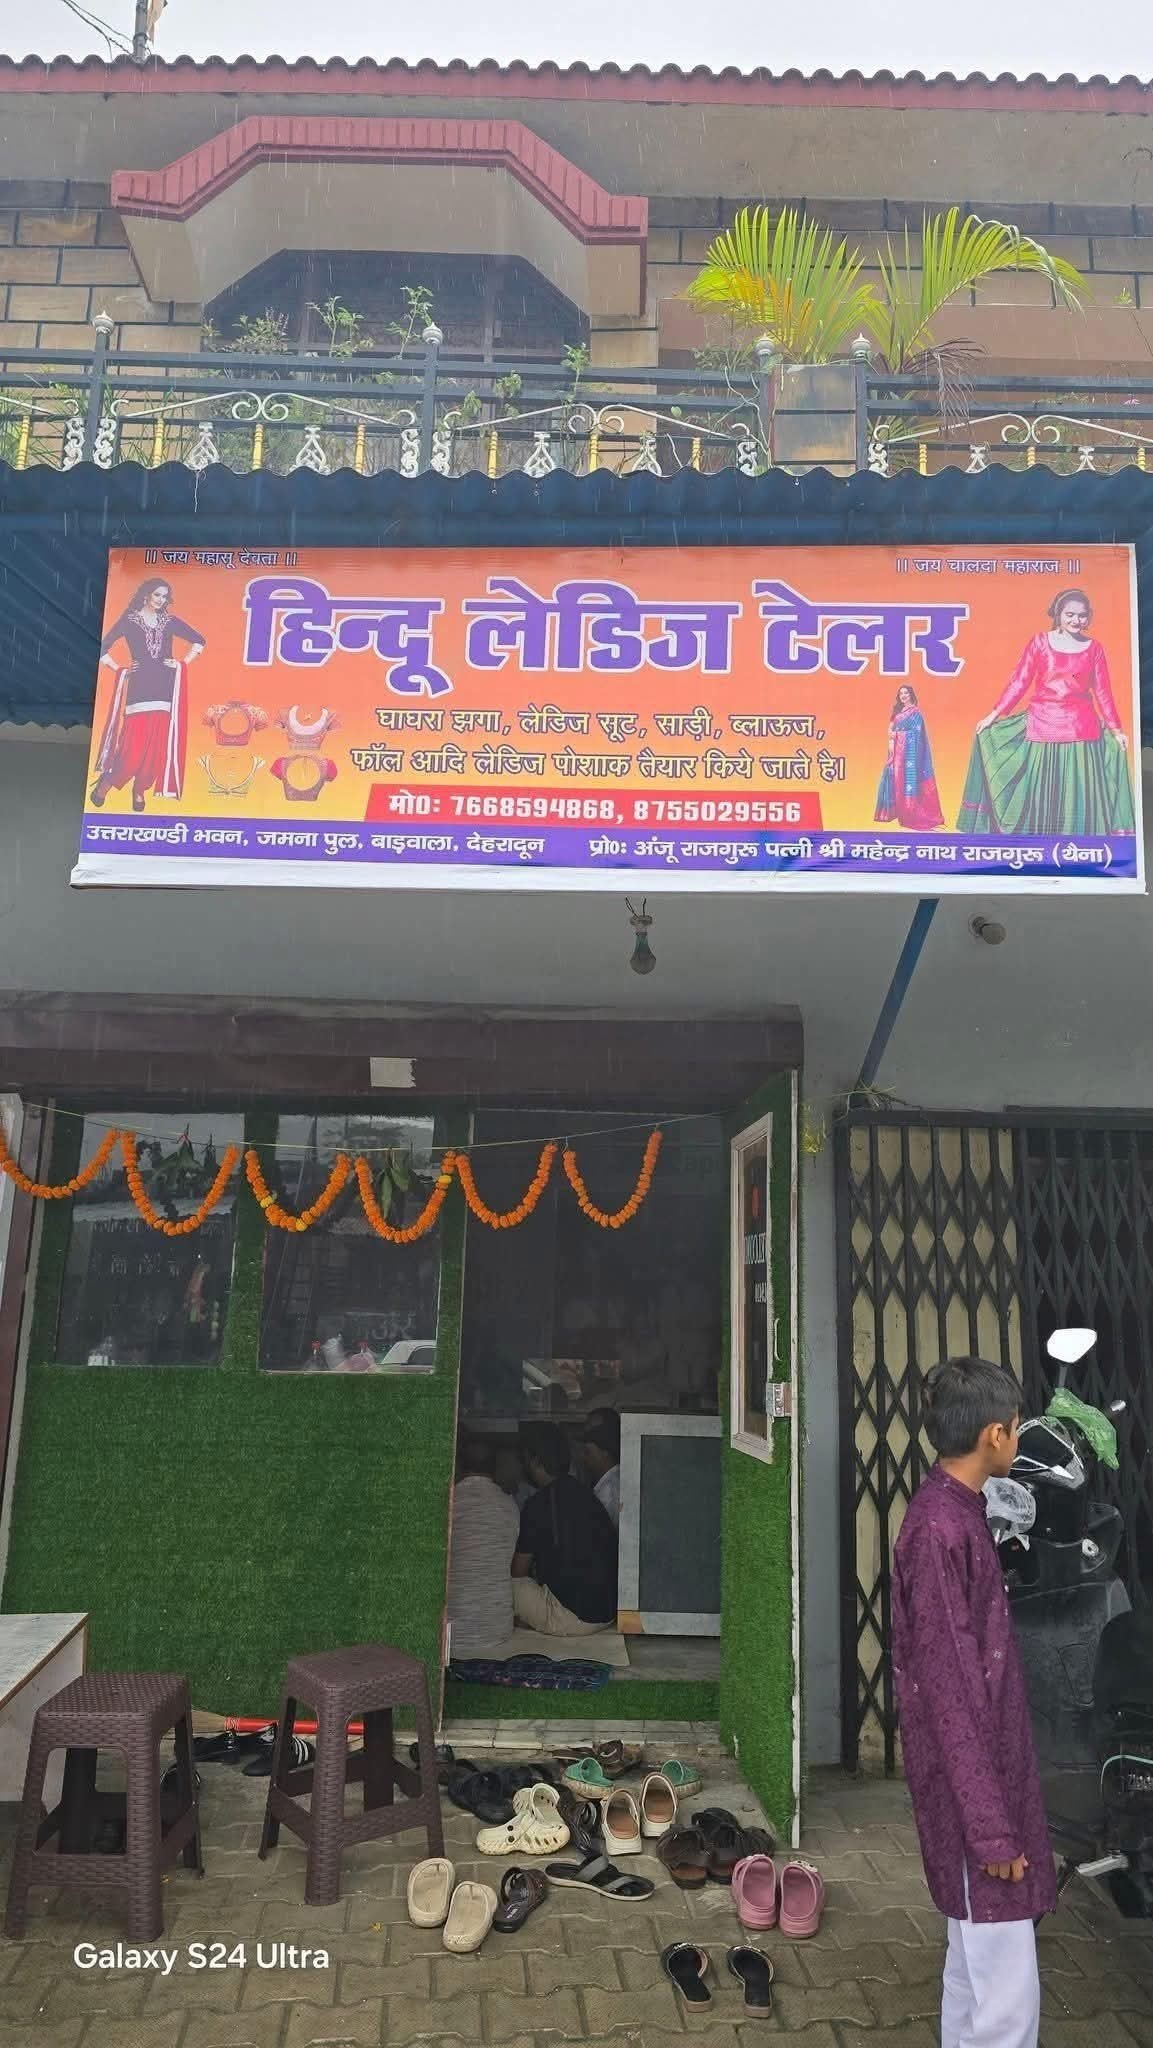 ॥ जय महासू देवता ॥
॥ जय चालदा महाराज ॥
हिन्दू लेडिज टेलर
घाघरा झगा, लेडिज सूट, साड़ी, ब्लाऊज,
फॉल आदि लेडिज पोशाक तैयार किये जाते है।
मो0: 7668594868, 8755029556
उत्तराखण्डी भवन, जमना पुल, बाड़वाला, देहरादून
प्रो0: अंजू राजगुरू पत्नी श्री महेन्द्र नाथ राजगुरू (थैना)
Galaxy S24 Ultra